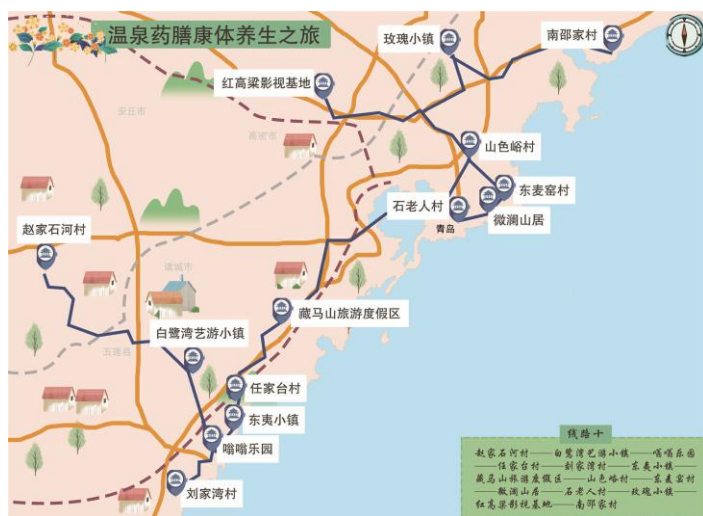 温泉药膳康体养生之旅
玫瑰小镇
南邵家村
红高粱影视基地
安丘市
高密市
山色峪村
东麦窑村
石老人村
微澜山居
青岛
赵家石河村
诸城市
藏马山旅游度假区
白鹭湾艺游小镇
五莲县
任家台村
东夷小镇
嗡嗡乐园
刘家湾村
线路十
赵家石河村——白鹭湾艺游小镇——嗡嗡乐园
——任家台村——刘家湾村——东夷小镇——
藏马山旅游度假区——山色峪村——东麦窑村
——微澜山居——石老人村——玫瑰小镇——
红高粱影视基地——南邵家村